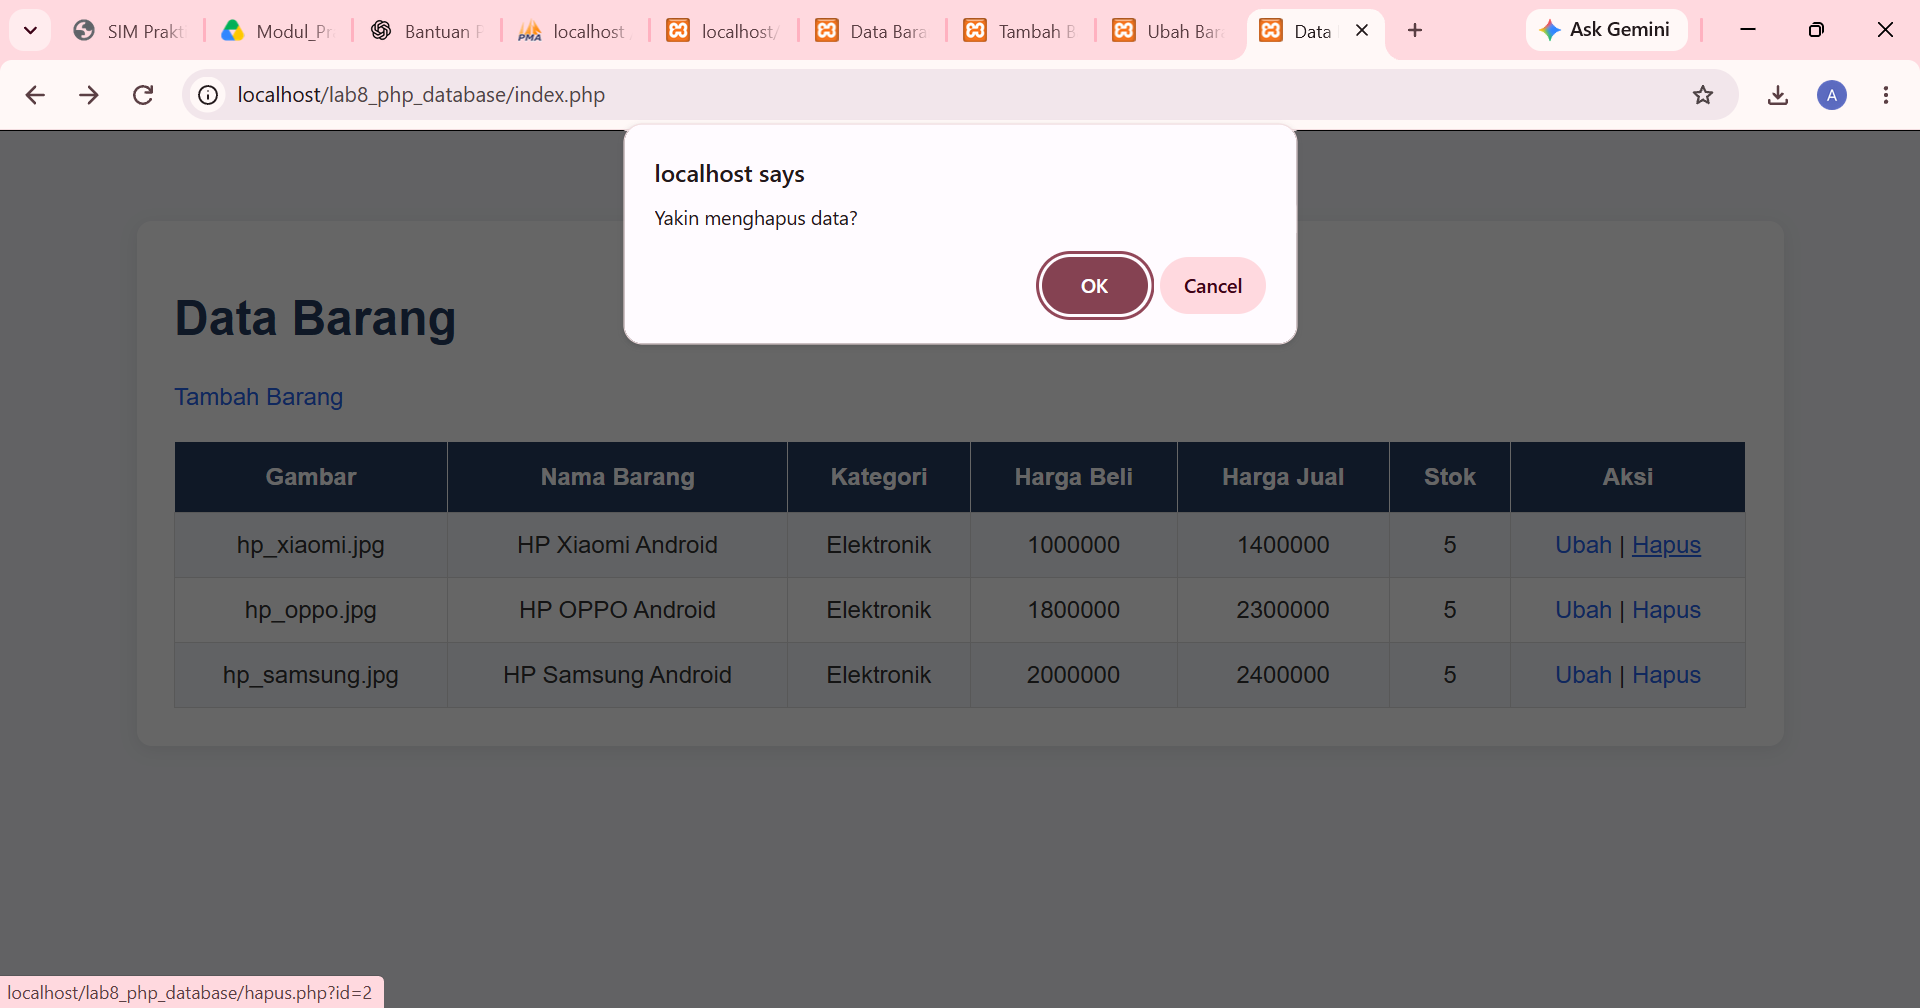 SIM Prakt
Modul_Pr
Bantuan P
PMA
localhost
localhost/
Data Bara
Tambah B
Ubah Bar
Data
Ask Gemini
localhost/lab8_php_database/index.php
A
localhost says
Yakin menghapus data?
OK
Cancel
Data Barang
Tambah Barang
Gambar Nama Barang Kategori Harga Beli Harga Jual Stok Aksi
hp_xiaomi.jpg HP Xiaomi Android Elektronik 1000000 1400000 5 Ubah | Hapus
hp_oppo.jpg HP OPPO Android Elektronik 1800000 2300000 5 Ubah | Hapus
hp_samsung.jpg HP Samsung Android Elektronik 2000000 2400000 5 Ubah | Hapus
localhost/lab8_php_database/hapus.php?id=2